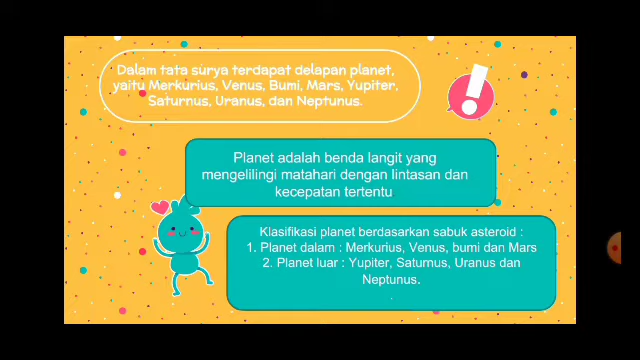 Dalam tata surya terdapat delapan planet,
yaitu Merkurius, Venus, Bumi, Mars, Yupiter,
Saturnus, Uranus, dan Neptunus.
Planet adalah benda langit yang
mengelilingi matahari dengan lintasan dan
kecepatan tertentu
Klasifikasi planet berdasarkan sabuk asteroid :
1. Planet dalam : Merkurius, Venus, bumi dan Mars
2. Planet luar : Yupiter, Saturnus, Uranus dan
Neptunus.